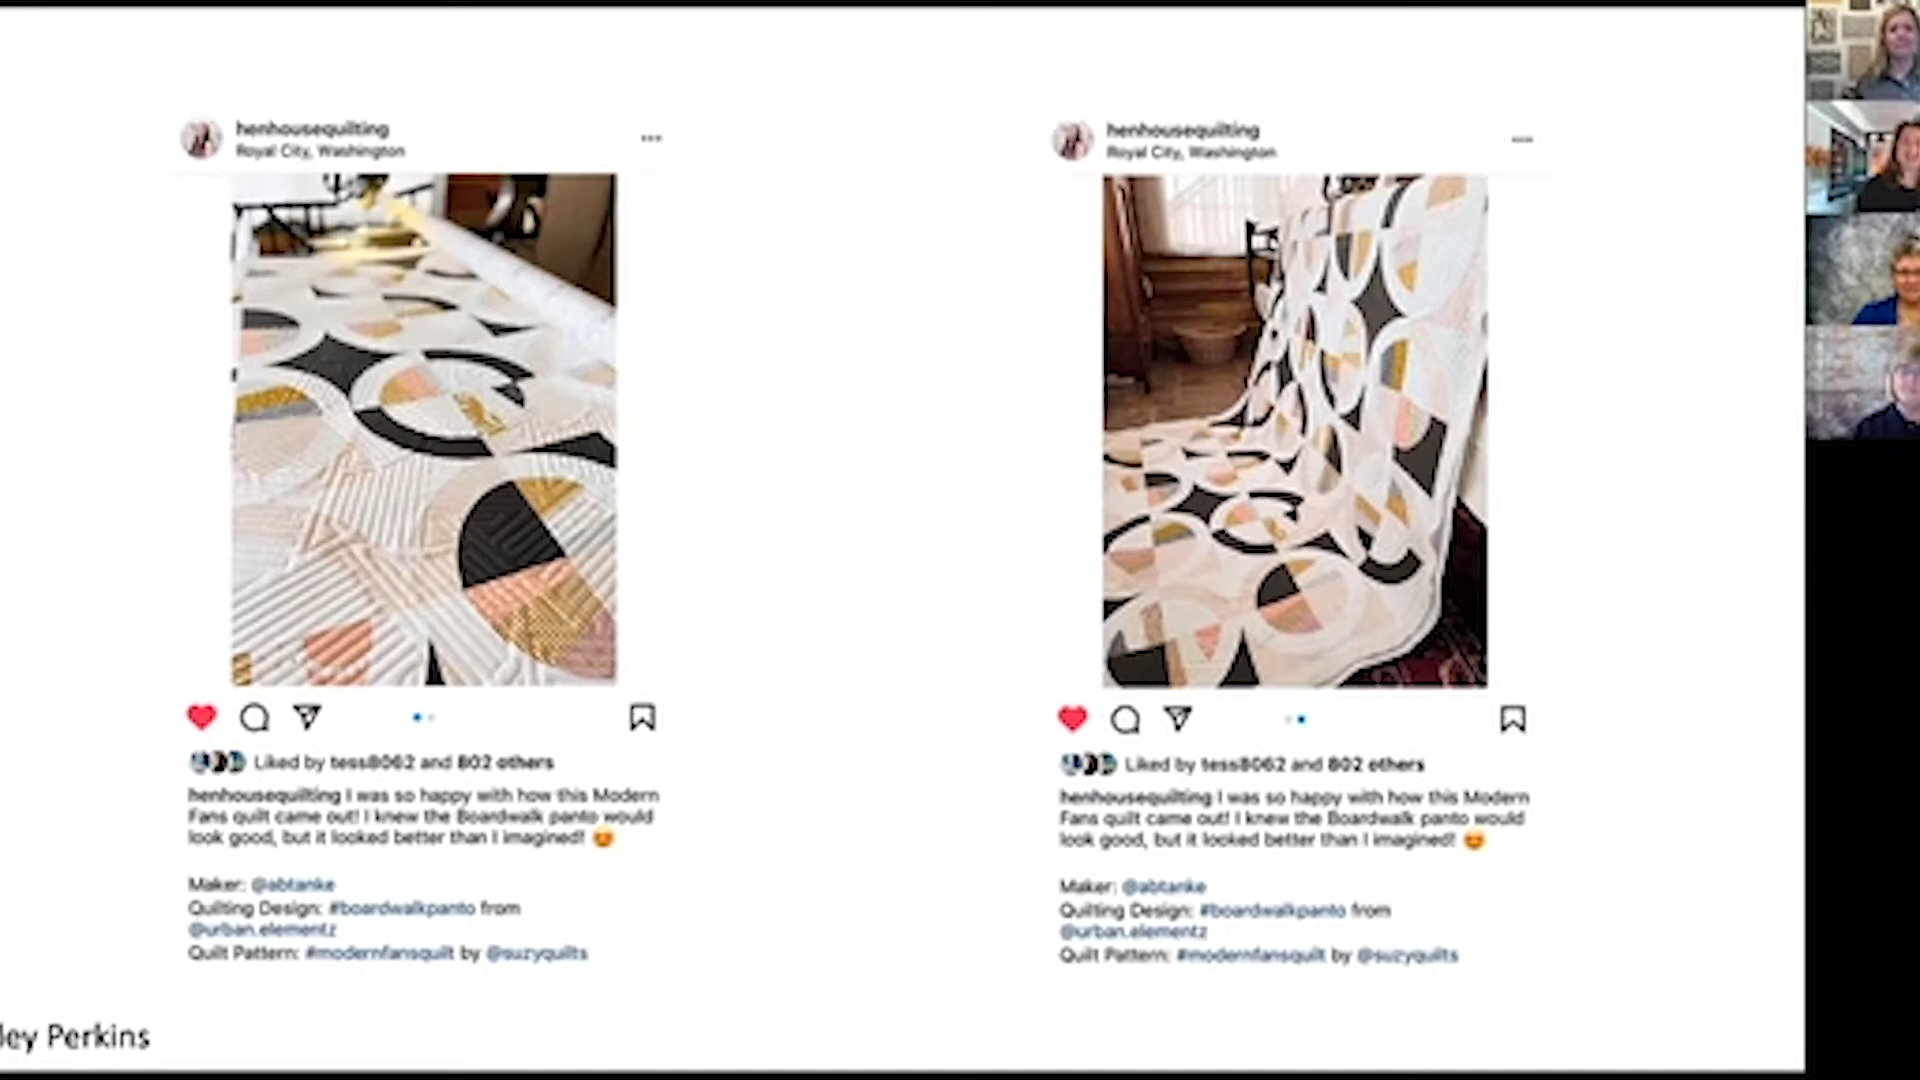 henhousequilting
Royal City, Washington
Liked by tess8062 and 802 others
henhousequilting I was so happy with how this Modern
Fans quilt came out! I knew the Boardwalk panto would
look good, but it looked better than I imagined! 😍
Maker: @abtanke
Quilting Design: #boardwalkpanto from
@urban.elementz
Quilt Pattern: #modernfansquilt by @suzyquilts
henhousequilting
Royal City, Washington
Liked by tess8062 and 802 others
henhousequilting I was so happy with how this Modern
Fans quilt came out! I knew the Boardwalk panto would
look good, but it looked better than I imagined! 😍
Maker: @abtanke
Quilting Design: #boardwalkpanto from
@urban.elementz
Quilt Pattern: #modernfansquilt by @suzyquilts
ley Perkins